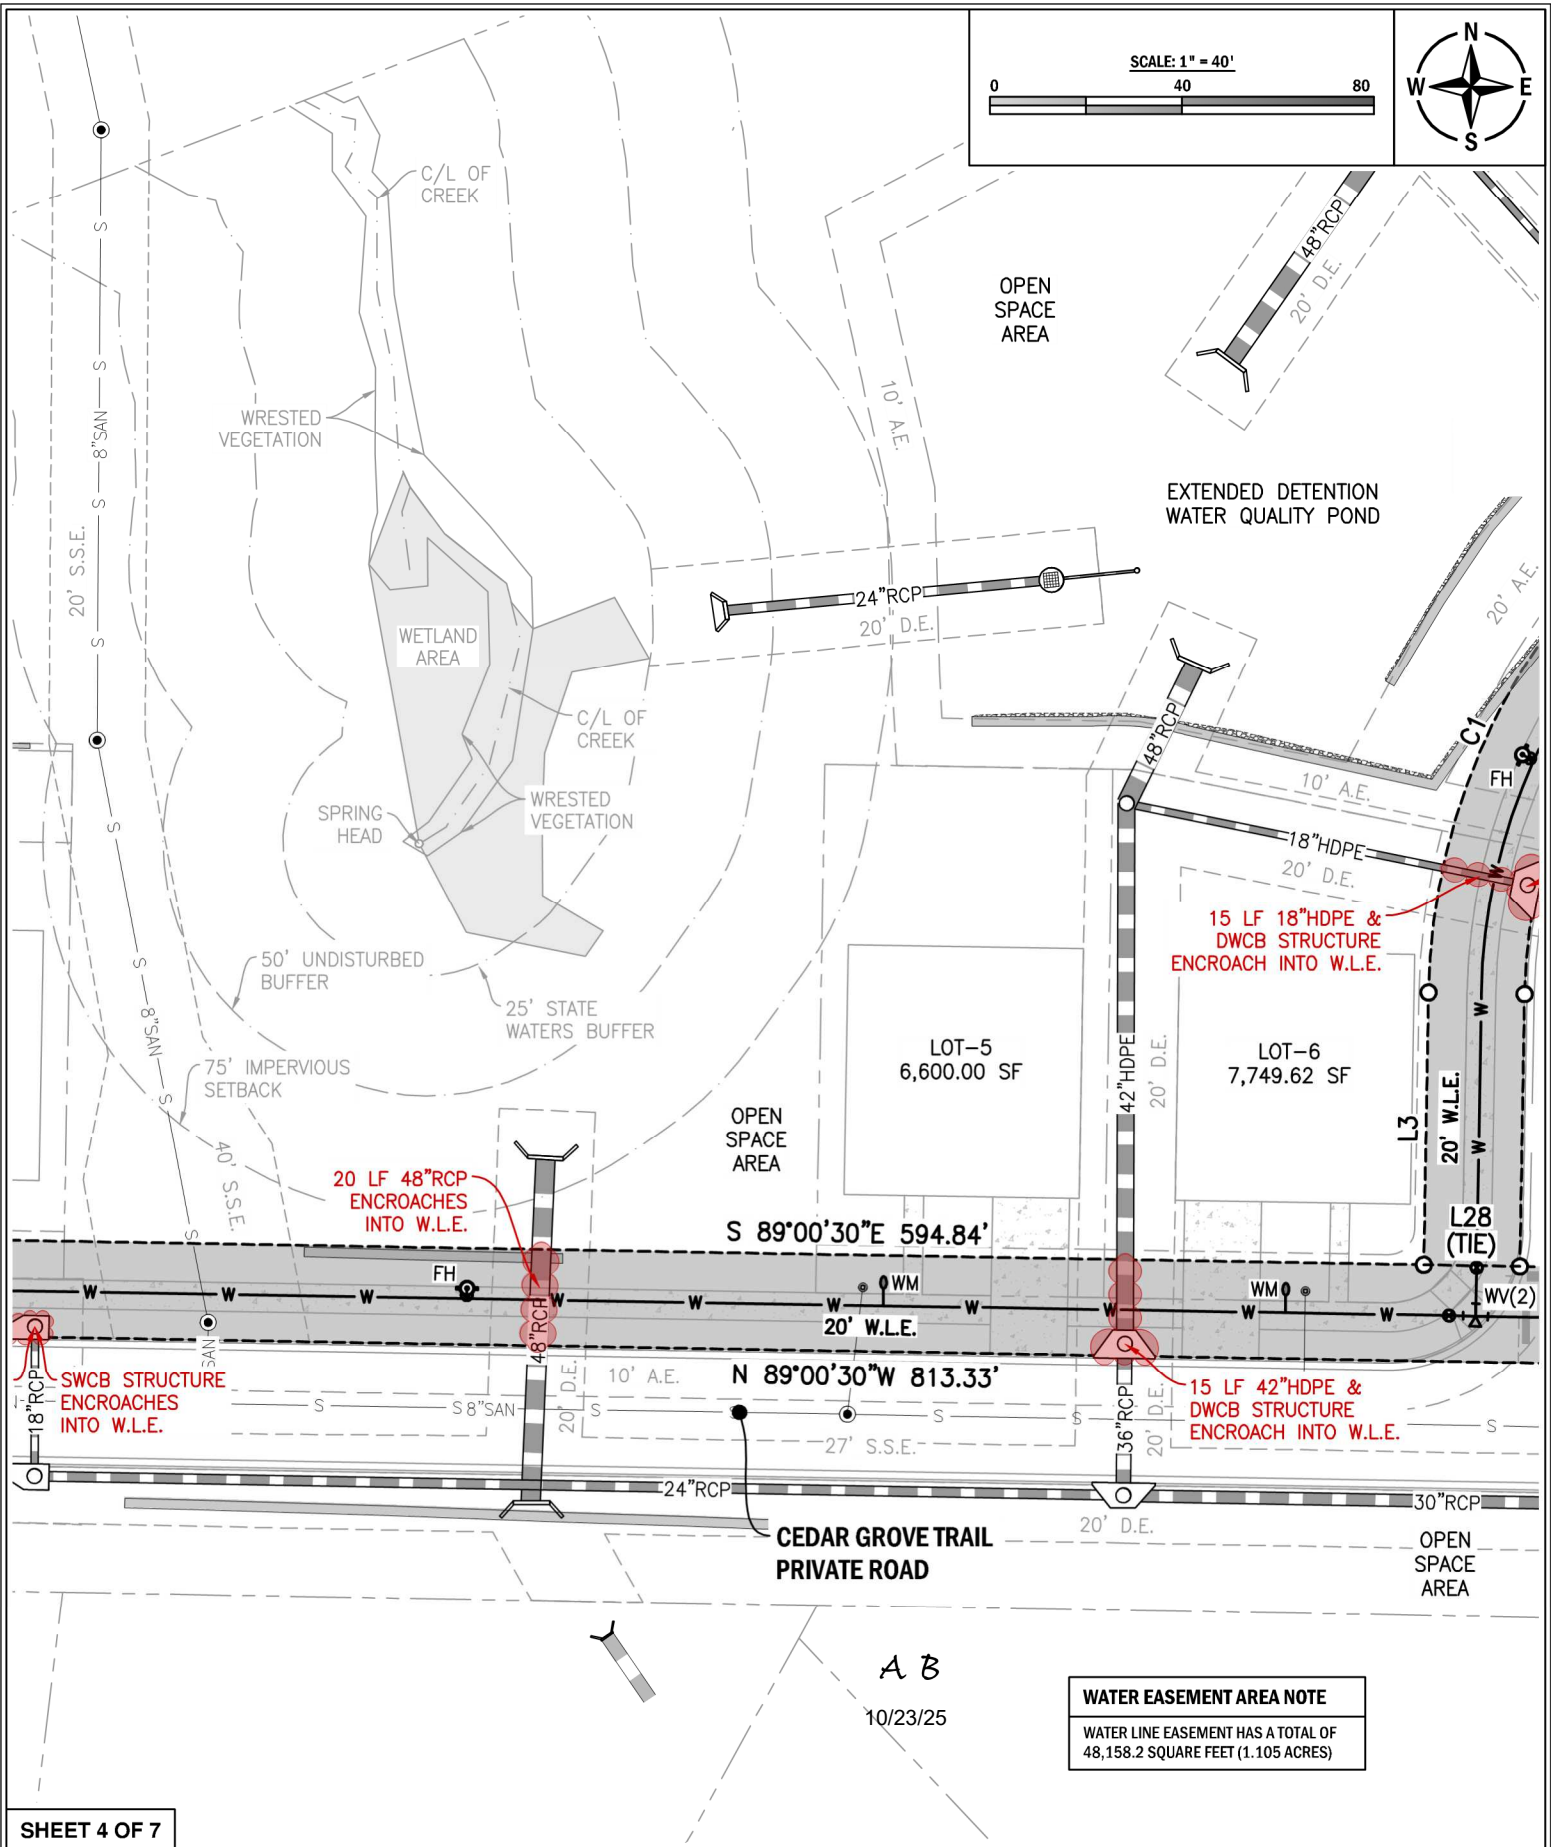 SCALE: 1" = 40'
0 40 80
N
W E
S
C/L OF
CREEK
48"RCP
20' D.E.
OPEN
SPACE
AREA
S
S
8"SAN
S
S
WRESTED
VEGETATION
10' A.E.
EXTENDED DETENTION
WATER QUALITY POND
20' S.S.E.
20' A.E.
24"RCP
20' D.E.
WETLAND
AREA
C/L OF
CREEK
48"RCP
C1
FH
10' A.E.
WRESTED
VEGETATION
SPRING
HEAD
S
18"HDPE
20' D.E.
W
15 LF 18"HDPE &
DWCB STRUCTURE
ENCROACH INTO W.L.E.
50' UNDISTURBED
BUFFER
S
8"SAN
S
25' STATE
WATERS BUFFER
W
LOT-5
6,600.00 SF
42"HDPE
20' D.E.
LOT-6
7,749.62 SF
75' IMPERVIOUS
SETBACK
L3
20' W.L.E.
W
OPEN
SPACE
AREA
40' S.S.E.
20 LF 48"RCP
ENCROACHES
INTO W.L.E.
S
S 89°00'30"E 594.84'
L28
(TIE)
FH
WM
WM
WV(2)
W W W W W W W W W W
48"RCP
20' W.L.E.
SAN
SWCB STRUCTURE
ENCROACHES
INTO W.L.E.
18"RCP
20' D.E.
10' A.E.
N 89°00'30"W 813.33'
15 LF 42"HDPE &
DWCB STRUCTURE
ENCROACH INTO W.L.E.
36"RCP
20' D.E.
S S 8"SAN S S S S S
27' S.S.E.
24"RCP
30"RCP
20' D.E.
CEDAR GROVE TRAIL
PRIVATE ROAD
OPEN
SPACE
AREA
A B
10/23/25
WATER EASEMENT AREA NOTE
WATER LINE EASEMENT HAS A TOTAL OF
48,158.2 SQUARE FEET (1.105 ACRES)
SHEET 4 OF 7